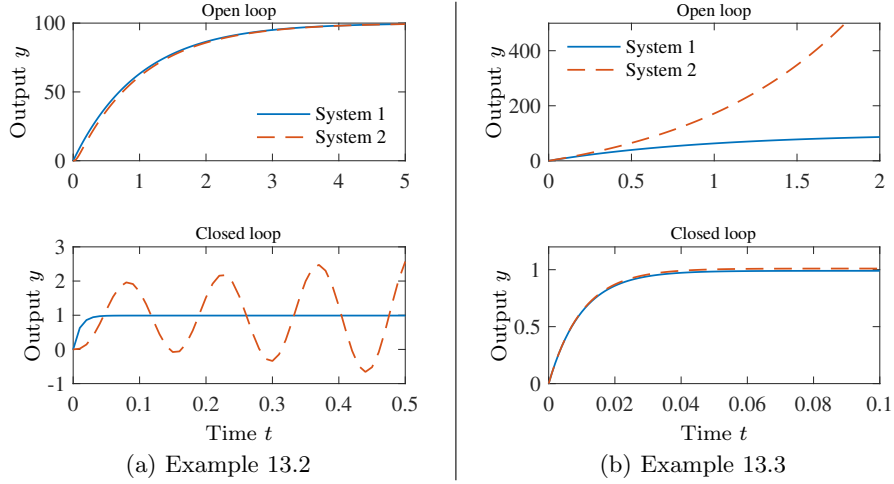 Open loop
100
50
0
Output y
System 1
System 2
0 1 2 3 4 5
Closed loop
3
2
1
0
-1
Output y
0 0.1 0.2 0.3 0.4 0.5
Time t
(a) Example 13.2
Open loop
400
200
0
Output y
System 1
System 2
0 0.5 1 1.5 2
Closed loop
1
0.5
0
Output y
0 0.02 0.04 0.06 0.08 0.1
Time t
(b) Example 13.3